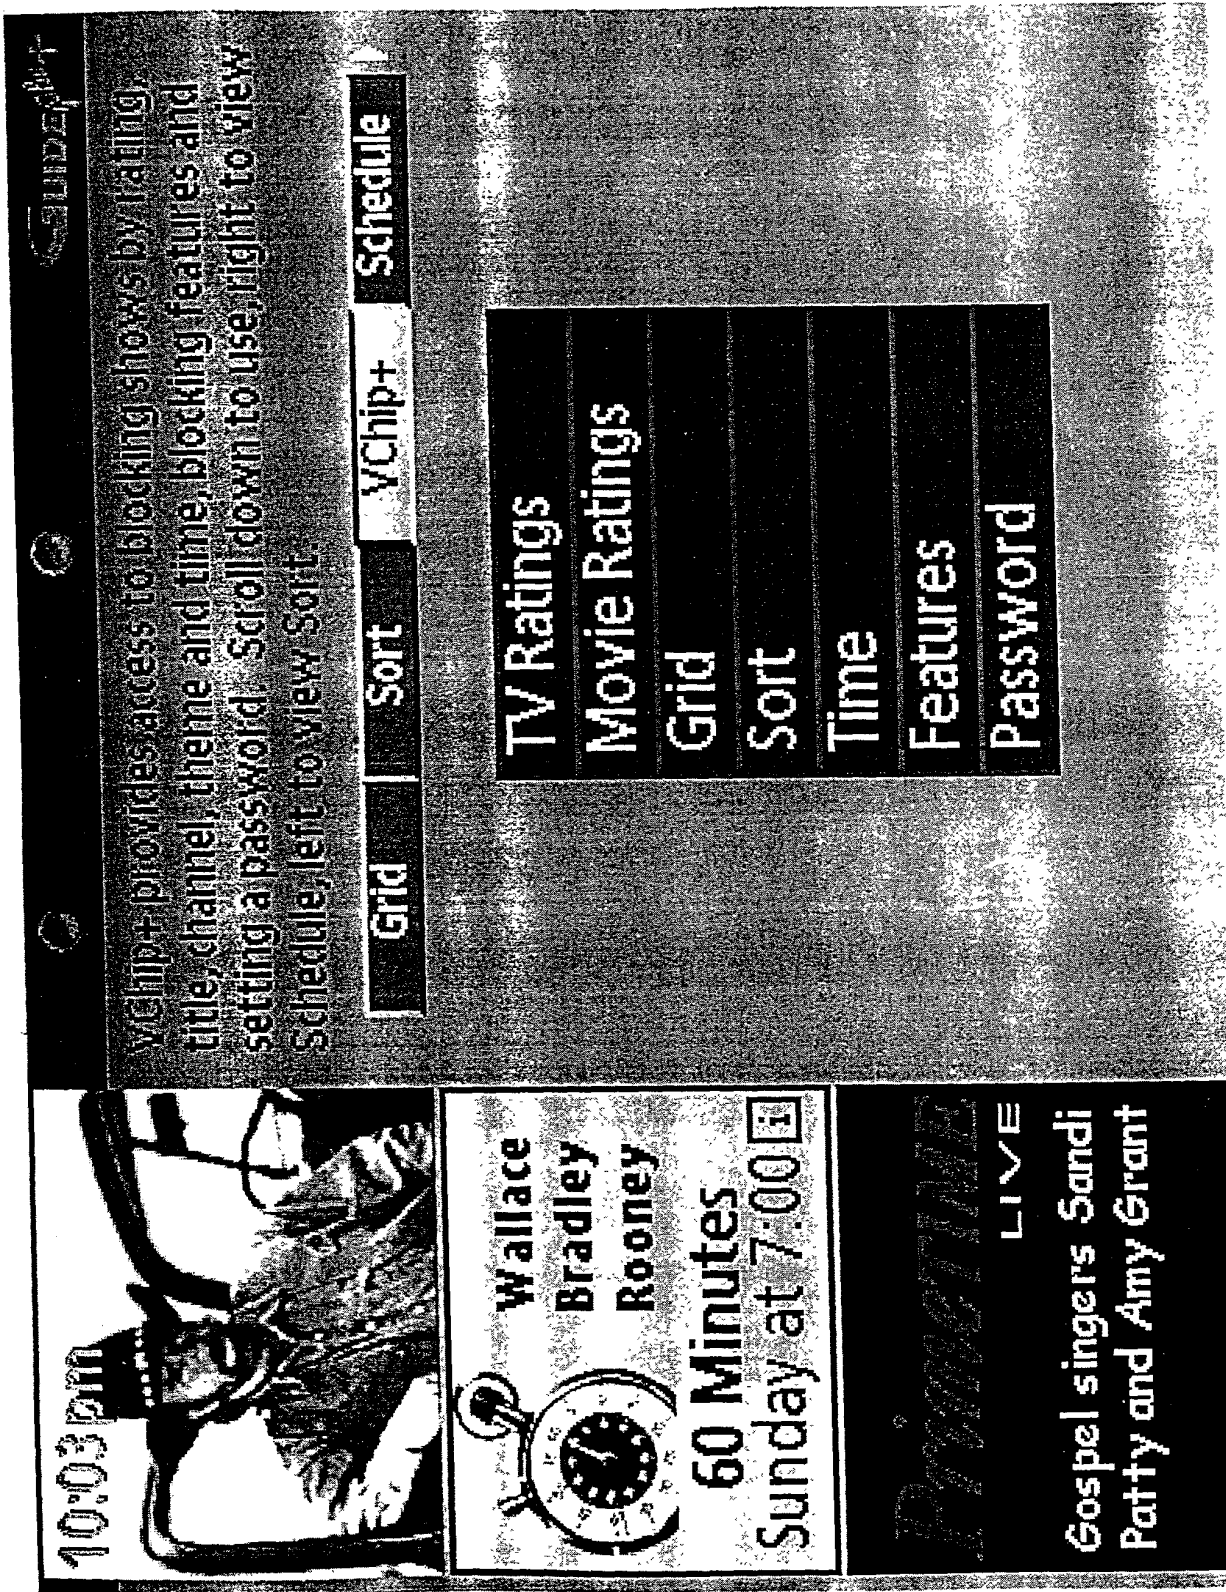 10:03pm
GUIDEplus+
VChip+ provides access to blocking shows by rating,
title, channel, theme and time, blocking features and
setting a password. Scroll down to use, right to view
Schedule, left to view Sort.
Grid
Sort
VChip+
Schedule
TV Ratings
Movie Ratings
Grid
Sort
Time
Features
Password
Wallace
Bradley
Rooney
60 Minutes
Sunday at 7:00 i
PRIMETIME
LIVE
Gospel singers Sandi
Patty and Amy Grant